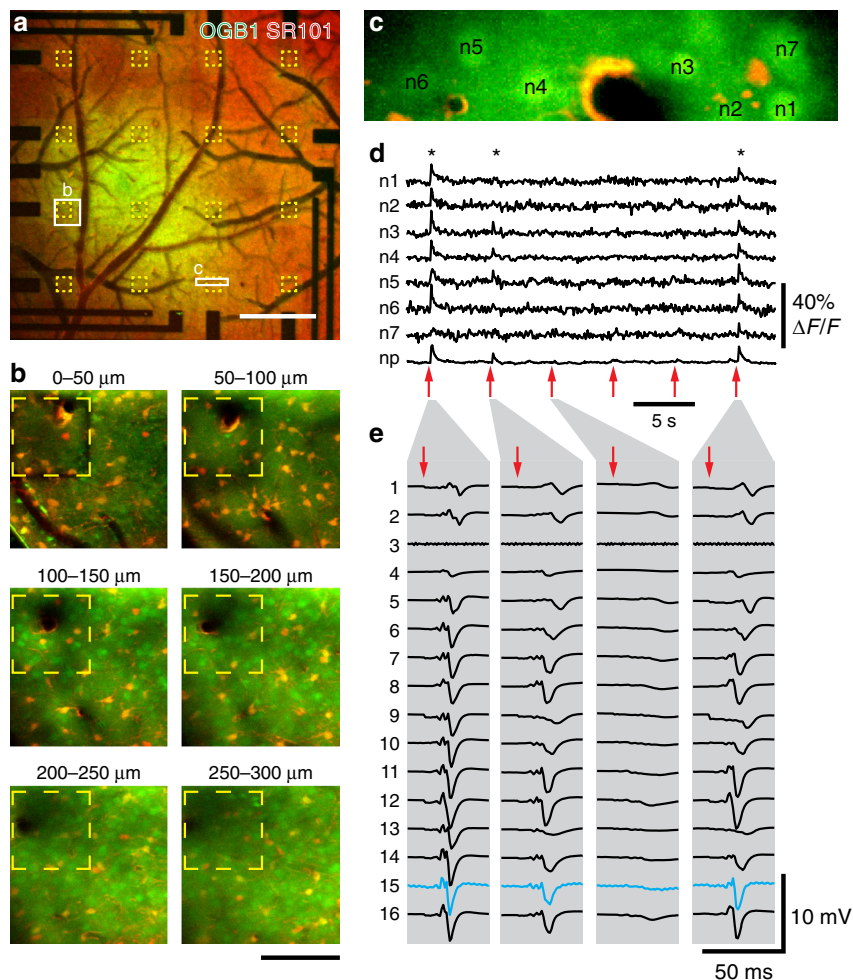 a
OGB1 SR101
b
c
b
0–50 μm
50–100 μm
100–150 μm
150–200 μm
200–250 μm
250–300 μm
c
n5
n3
n7
n6
n4
n2
n1
d
* * *
n1
n2
n3
n4
n5
n6
n7
np
40%
ΔF/F
5 s
e
1
2
3
4
5
6
7
8
9
10
11
12
13
14
15
16
10 mV
50 ms